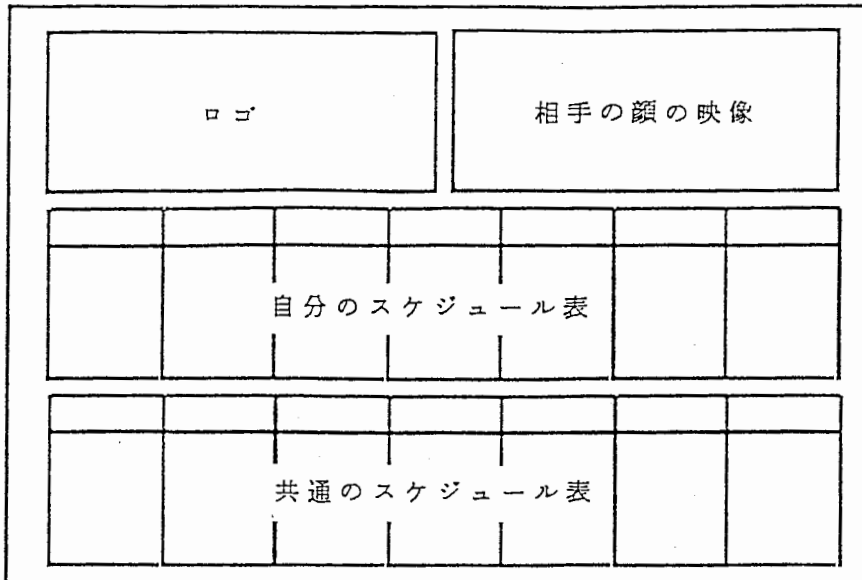 ロゴ
相手の顔の映像
自分のスケジュール表
共通のスケジュール表